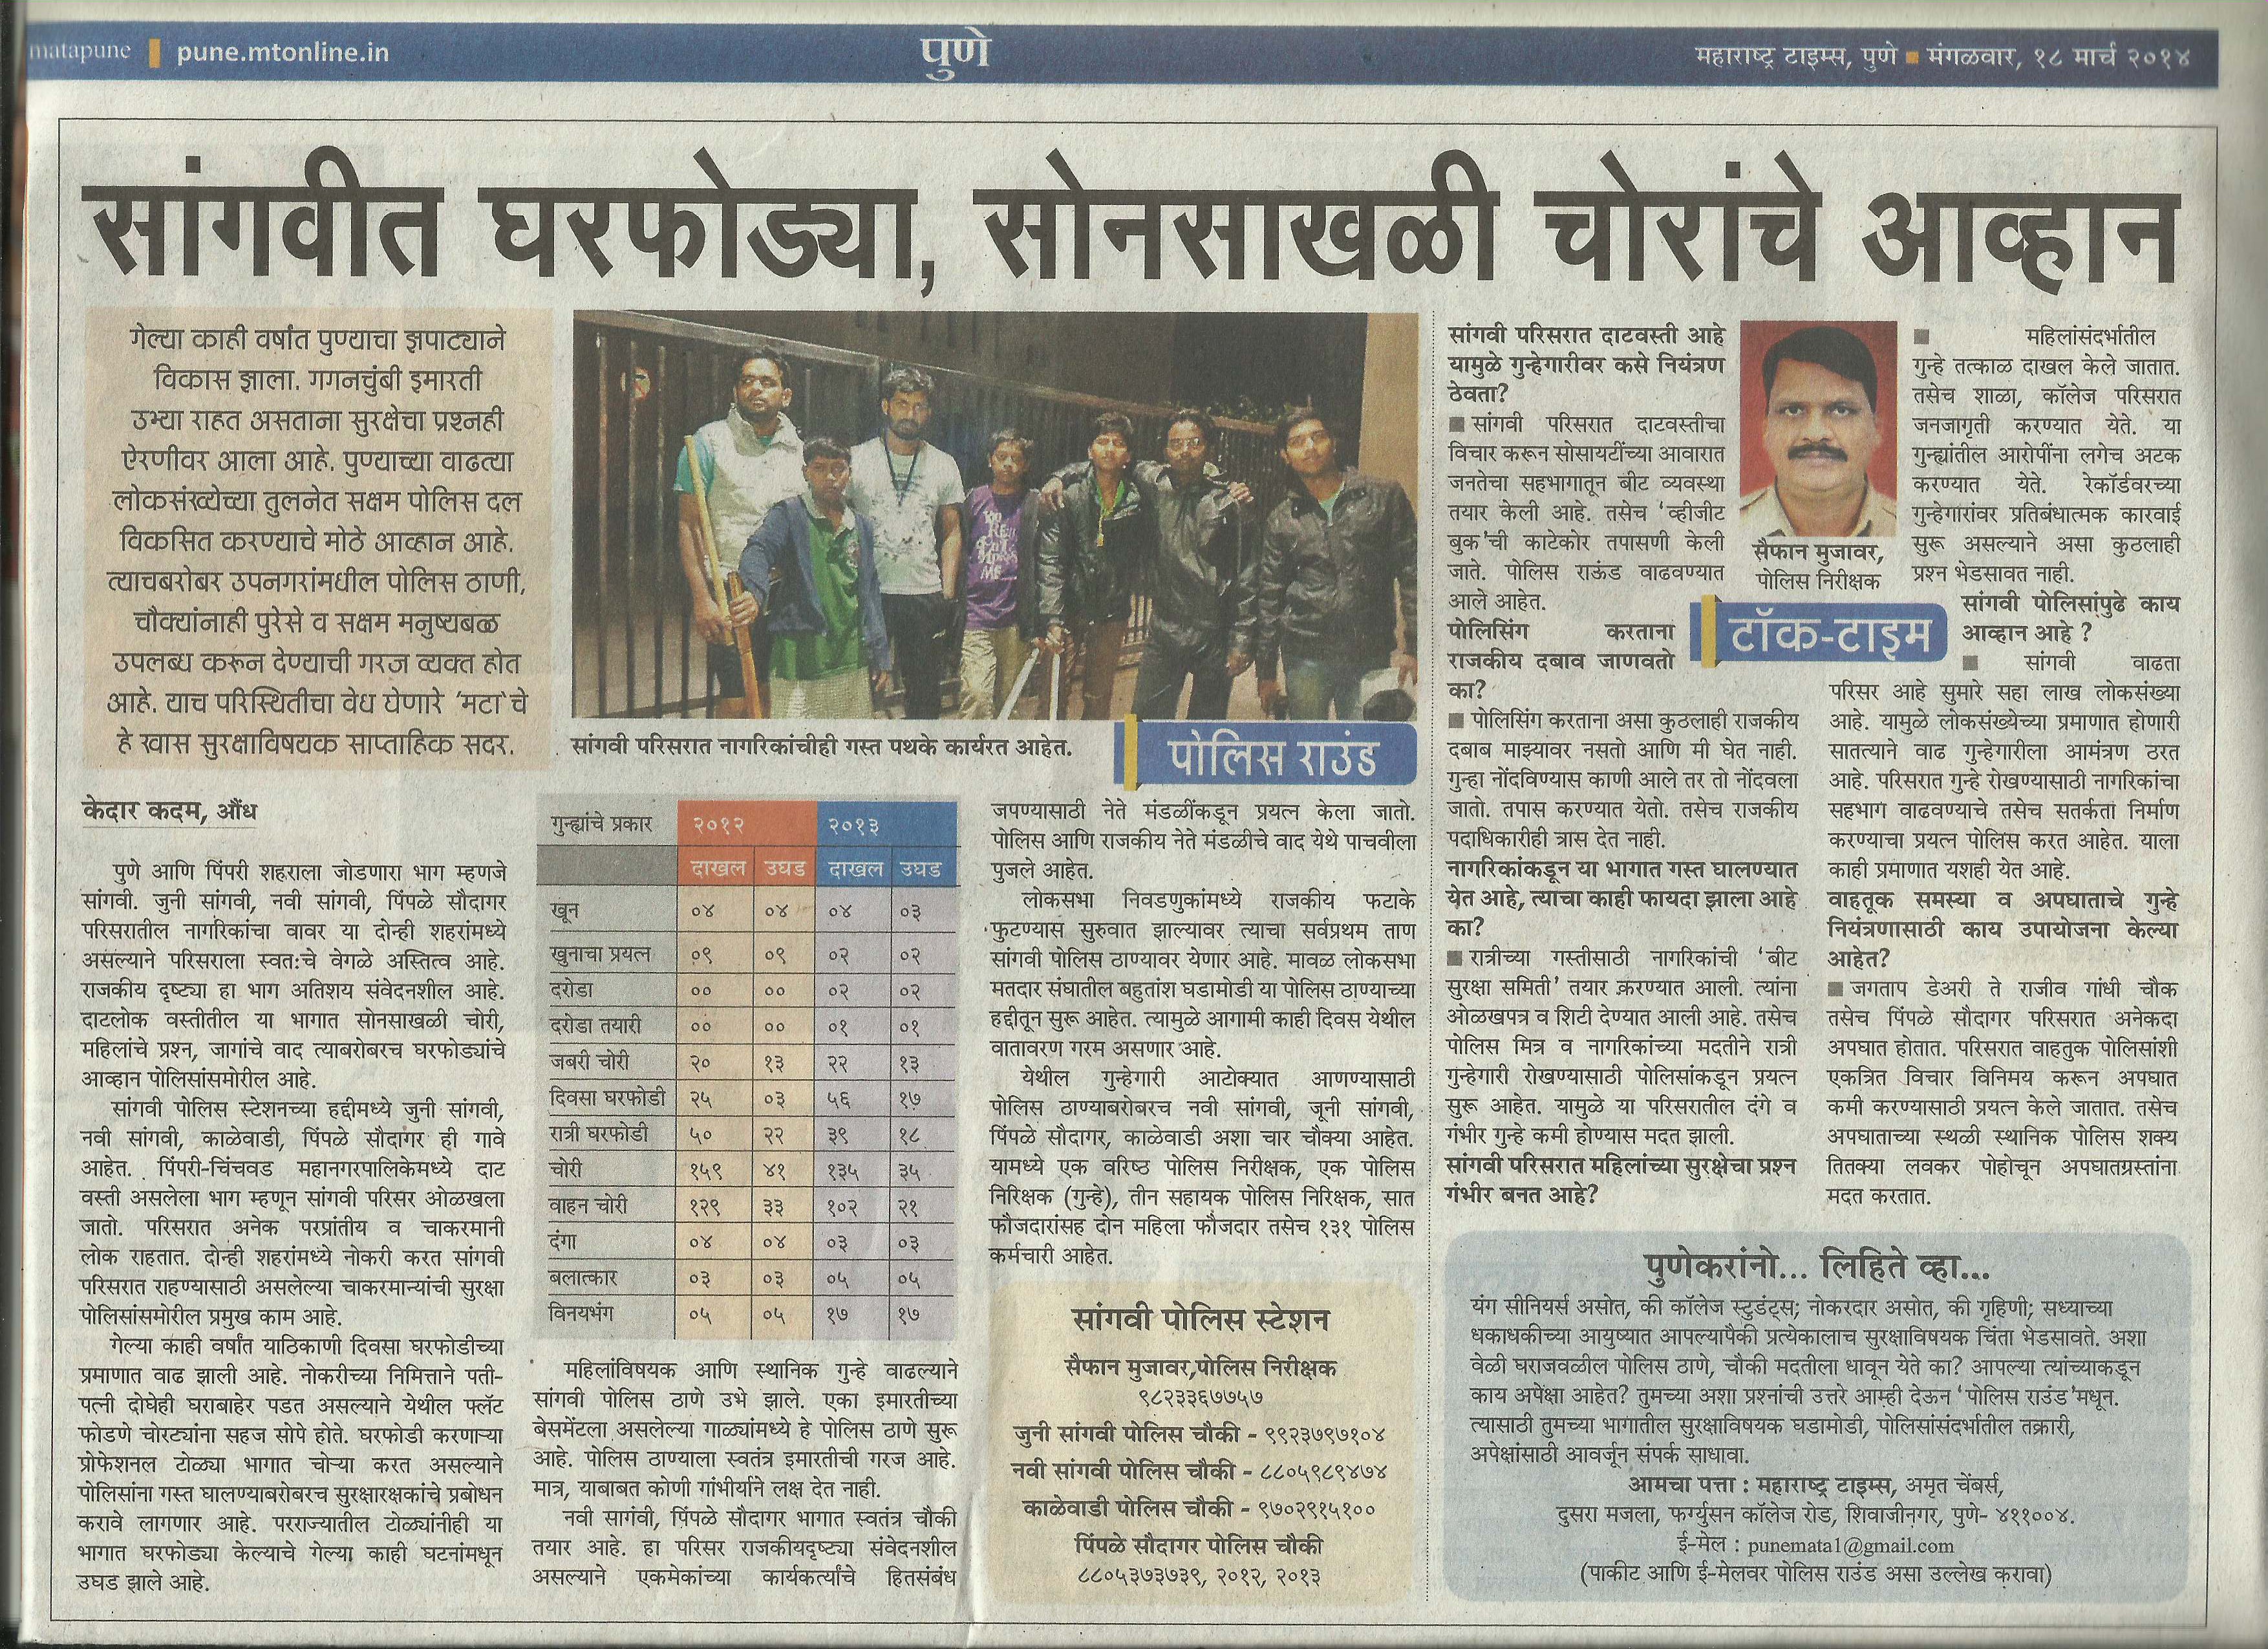 matapune pune.mtonline.in
पुणे
महाराष्ट्र टाइम्स, पुणे ■ मंगळवार, १८ मार्च २०१४
सांगवीत घरफोड्या, सोनसाखळी चोरांचे आव्हान
गेल्या काही वर्षांत पुण्याचा झपाट्याने
विकास झाला. गगनचुंबी इमारती
उभ्या राहत असताना सुरक्षेचा प्रश्नही
ऐरणीवर आला आहे. पुण्याच्या वाढत्या
लोकसंख्येच्या तुलनेत सक्षम पोलिस दल
विकसित करण्याचे मोठे आव्हान आहे.
त्याचबरोबर उपनगरांमधील पोलिस ठाणी,
चौक्यांनाही पुरेसे व सक्षम मनुष्यबळ
उपलब्ध करून देण्याची गरज व्यक्त होत
आहे. याच परिस्थितीचा वेध घेणारे 'मटा'चे
हे खास सुरक्षाविषयक साप्ताहिक सदर.
सांगवी परिसरात नागरिकांचीही गस्त पथके कार्यरत आहेत.
पोलिस राउंड
केदार कदम, औंध
पुणे आणि पिंपरी शहराला जोडणारा भाग म्हणजे
सांगवी. जुनी सांगवी, नवी सांगवी, पिंपळे सौदागर
परिसरातील नागरिकांचा वावर या दोन्ही शहरांमध्ये
असल्याने परिसराला स्वत:चे वेगळे अस्तित्व आहे.
राजकीय दृष्ट्या हा भाग अतिशय संवेदनशील आहे.
दाटलोक वस्तीतील या भागात सोनसाखळी चोरी,
महिलांचे प्रश्न, जागांचे वाद त्याबरोबरच घरफोड्यांचे
आव्हान पोलिसांसमोरील आहे.
सांगवी पोलिस स्टेशनच्या हद्दीमध्ये जुनी सांगवी,
नवी सांगवी, काळेवाडी, पिंपळे सौदागर ही गावे
आहेत. पिंपरी-चिंचवड महानगरपालिकेमध्ये दाट
वस्ती असलेला भाग म्हणून सांगवी परिसर ओळखला
जातो. परिसरात अनेक परप्रांतीय व चाकरमानी
लोक राहतात. दोन्ही शहरांमध्ये नोकरी करत सांगवी
परिसरात राहण्यासाठी असलेल्या चाकरमान्यांची सुरक्षा
पोलिसांसमोरील प्रमुख काम आहे.
गेल्या काही वर्षांत याठिकाणी दिवसा घरफोडीच्या
प्रमाणात वाढ झाली आहे. नोकरीच्या निमित्ताने पती-
पत्नी दोघेही घराबाहेर पडत असल्याने येथील फ्लॅट
फोडणे चोरट्यांना सहज सोपे होते. घरफोडी करणाऱ्या
प्रोफेशनल टोळ्या भागात चोऱ्या करत असल्याने
पोलिसांना गस्त घालण्याबरोबरच सुरक्षारक्षकांचे प्रबोधन
करावे लागणार आहे. परराज्यातील टोळ्यांनीही या
भागात घरफोड्या केल्याचे गेल्या काही घटनांमधून
उघड झाले आहे.
गुन्ह्यांचे प्रकार २०१२ २०१३
दाखल उघड दाखल उघड
खून ०४ ०४ ०४ ०३
खुनाचा प्रयत्न ०९ ०९ ०२ ०२
दरोडा ०० ०० ०२ ०२
दरोडा तयारी ०० ०० ०१ ०१
जबरी चोरी २० १३ २२ १३
दिवसा घरफोडी २५ ०३ ५६ १७
रात्री घरफोडी ५० २२ ३९ १८
चोरी १५९ ४१ १३५ ३५
वाहन चोरी १२९ ३३ १०२ २१
दंगा ०४ ०४ ०३ ०३
बलात्कार ०३ ०३ ०५ ०५
विनयभंग ०५ ०५ १७ १७
महिलांविषयक आणि स्थानिक गुन्हे वाढल्याने
सांगवी पोलिस ठाणे उभे झाले. एका इमारतीच्या
बेसमेंटला असलेल्या गाळ्यांमध्ये हे पोलिस ठाणे सुरू
आहे. पोलिस ठाण्याला स्वतंत्र इमारतीची गरज आहे.
मात्र, याबाबत कोणी गांभीर्याने लक्ष देत नाही.
नवी सागंवी, पिंपळे सौदागर भागात स्वतंत्र चौकी
तयार आहे. हा परिसर राजकीयदृष्ट्या संवेदनशील
असल्याने एकमेकांच्या कार्यकर्त्यांचे हितसंबंध
जपण्यासाठी नेते मंडळींकडून प्रयत्न केला जातो.
पोलिस आणि राजकीय नेते मंडळीचे वाद येथे पाचवीला
पुजले आहेत.
लोकसभा निवडणुकांमध्ये राजकीय फटाके
फुटण्यास सुरुवात झाल्यावर त्याचा सर्वप्रथम ताण
सांगवी पोलिस ठाण्यावर येणार आहे. मावळ लोकसभा
मतदार संघातील बहुतांश घडामोडी या पोलिस ठाण्याच्या
हद्दीतून सुरू आहेत. त्यामुळे आगामी काही दिवस येथील
वातावरण गरम असणार आहे.
येथील गुन्हेगारी आटोक्यात आणण्यासाठी
पोलिस ठाण्याबरोबरच नवी सांगवी, जूनी सांगवी,
पिंपळे सौदागर, काळेवाडी अशा चार चौक्या आहेत.
यामध्ये एक वरिष्ठ पोलिस निरीक्षक, एक पोलिस
निरिक्षक (गुन्हे), तीन सहायक पोलिस निरिक्षक, सात
फौजदारांसह दोन महिला फौजदार तसेच १३१ पोलिस
कर्मचारी आहेत.
सांगवी पोलिस स्टेशन
सैफान मुजावर,पोलिस निरीक्षक
९८२३३६७७५७
जुनी सांगवी पोलिस चौकी - ९९२३७९७१०४
नवी सांगवी पोलिस चौकी - ८८०५९८९४७४
काळेवाडी पोलिस चौकी - ९७०२९१५१००
पिंपळे सौदागर पोलिस चौकी
८८०५३७३७३९, २०१२, २०१३
सांगवी परिसरात दाटवस्ती आहे
यामुळे गुन्हेगारीवर कसे नियंत्रण
ठेवता?
■ सांगवी परिसरात दाटवस्तीचा
विचार करून सोसायटींच्या आवारात
जनतेचा सहभागातून बीट व्यवस्था
तयार केली आहे. तसेच 'व्हीजीट
बुक'ची काटेकोर तपासणी केली
जाते. पोलिस राऊंड वाढवण्यात
आले आहेत.
पोलिसिंग करताना
राजकीय दबाव जाणवतो
का?
■ पोलिसिंग करताना असा कुठलाही राजकीय
दबाब माझ्यावर नसतो आणि मी घेत नाही.
गुन्हा नोंदविण्यास काणी आले तर तो नोंदवला
जातो. तपास करण्यात येतो. तसेच राजकीय
पदाधिकारीही त्रास देत नाही.
नागरिकांकडून या भागात गस्त घालण्यात
येत आहे, त्याचा काही फायदा झाला आहे
का?
■ रात्रीच्या गस्तीसाठी नागरिकांची 'बीट
सुरक्षा समिती' तयार करण्यात आली. त्यांना
ओळखपत्र व शिटी देण्यात आली आहे. तसेच
पोलिस मित्र व नागरिकांच्या मदतीने रात्री
गुन्हेगारी रोखण्यासाठी पोलिसांकडून प्रयत्न
सुरू आहेत. यामुळे या परिसरातील दंगे व
गंभीर गुन्हे कमी होण्यास मदत झाली.
सांगवी परिसरात महिलांच्या सुरक्षेचा प्रश्न
गंभीर बनत आहे?
सैफान मुजावर,
पोलिस निरीक्षक
टॉक-टाइम
■ महिलांसंदर्भातील
गुन्हे तत्काळ दाखल केले जातात.
तसेच शाळा, कॉलेज परिसरात
जनजागृती करण्यात येते. या
गुन्ह्यांतील आरोपींना लगेच अटक
करण्यात येते. रेकॉर्डवरच्या
गुन्हेगारांवर प्रतिबंधात्मक कारवाई
सुरू असल्याने असा कुठलाही
प्रश्न भेडसावत नाही.
सांगवी पोलिसांपुढे काय
आव्हान आहे ?
■ सांगवी वाढता
परिसर आहे सुमारे सहा लाख लोकसंख्या
आहे. यामुळे लोकसंख्येच्या प्रमाणात होणारी
सातत्याने वाढ गुन्हेगारीला आमंत्रण ठरत
आहे. परिसरात गुन्हे रोखण्यासाठी नागरिकांचा
सहभाग वाढवण्याचे तसेच सतर्कता निर्माण
करण्याचा प्रयत्न पोलिस करत आहेत. याला
काही प्रमाणात यशही येत आहे.
वाहतूक समस्या व अपघाताचे गुन्हे
नियंत्रणासाठी काय उपायोजना केल्या
आहेत?
■ जगताप डेअरी ते राजीव गांधी चौक
तसेच पिंपळे सौदागर परिसरात अनेकदा
अपघात होतात. परिसरात वाहतुक पोलिसांशी
एकत्रित विचार विनिमय करून अपघात
कमी करण्यासाठी प्रयत्न केले जातात. तसेच
अपघाताच्या स्थळी स्थानिक पोलिस शक्य
तितक्या लवकर पोहोचून अपघातग्रस्तांना
मदत करतात.
पुणेकरांनो... लिहिते व्हा...
यंग सीनियर्स असोत, की कॉलेज स्टुडंट्स; नोकरदार असोत, की गृहिणी; सध्याच्या
धकाधकीच्या आयुष्यात आपल्यापैकी प्रत्येकालाच सुरक्षाविषयक चिंता भेडसावते. अशा
वेळी घराजवळील पोलिस ठाणे, चौकी मदतीला धावून येते का? आपल्या त्यांच्याकडून
काय अपेक्षा आहेत? तुमच्या अशा प्रश्नांची उत्तरे आम्ही देऊन 'पोलिस राउंड'मधून.
त्यासाठी तुमच्या भागातील सुरक्षाविषयक घडामोडी, पोलिसांसंदर्भातील तक्रारी,
अपेक्षांसाठी आवर्जून संपर्क साधावा.
आमचा पत्ता : महाराष्ट्र टाइम्स, अमृत चेंबर्स,
दुसरा मजला, फर्ग्युसन कॉलेज रोड, शिवाजीनगर, पुणे- ४११००४.
ई-मेल : punemata1@gmail.com
(पाकीट आणि ई-मेलवर पोलिस राउंड असा उल्लेख करावा)